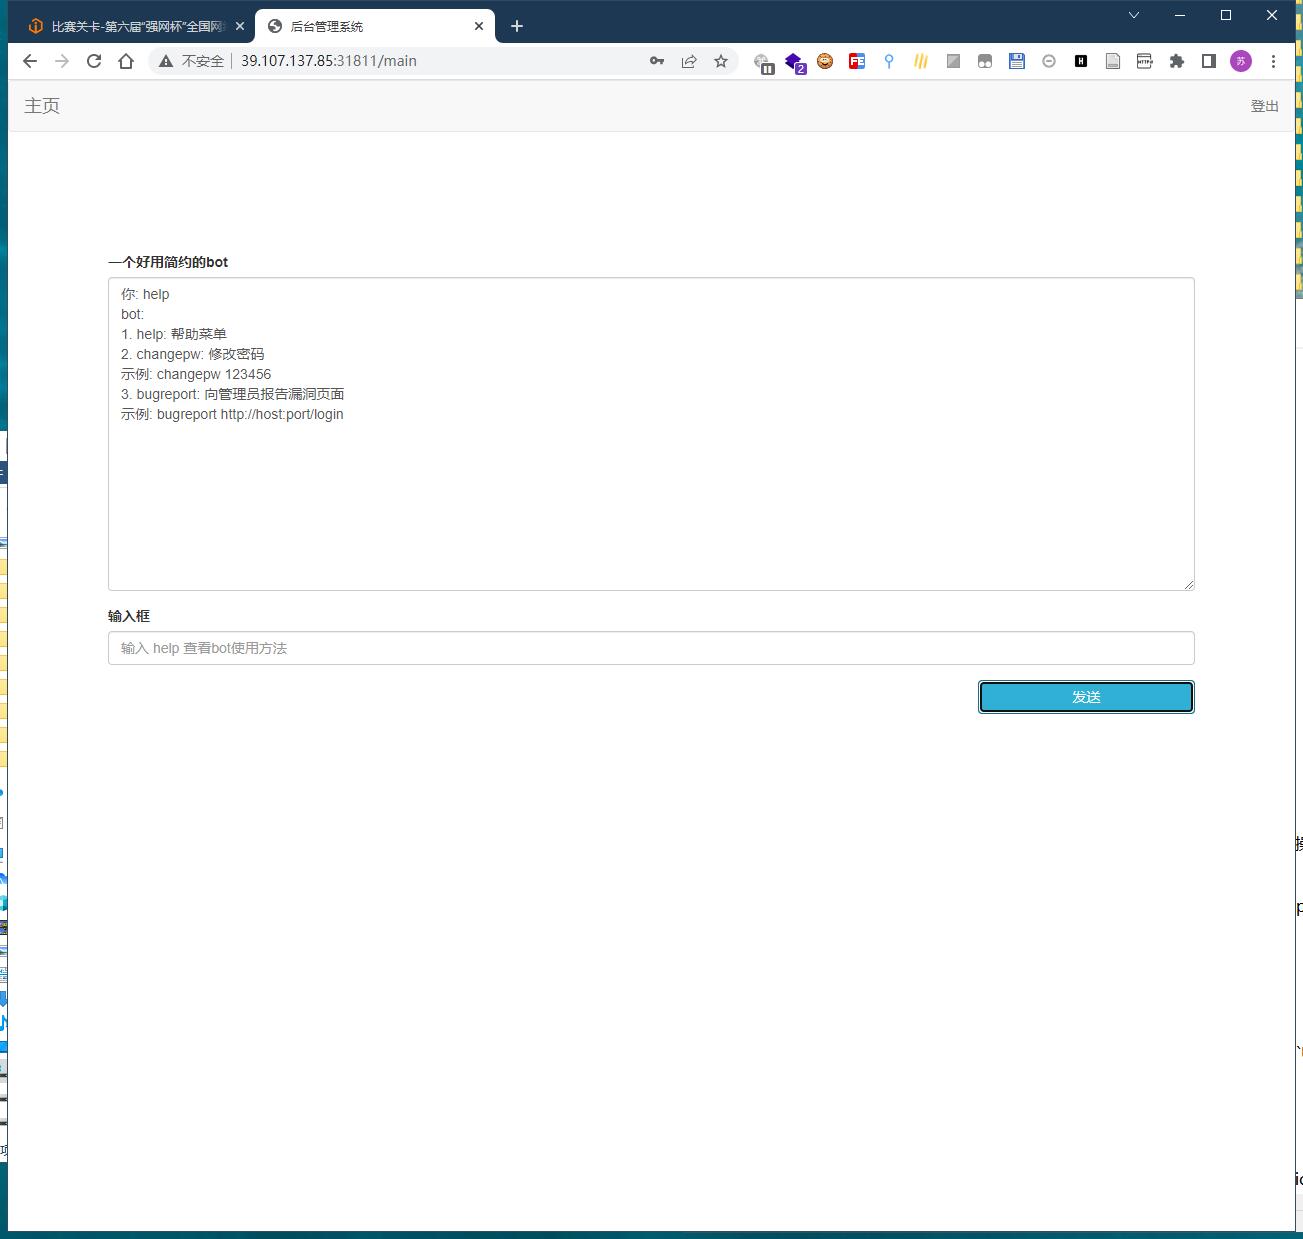 比赛关卡-第六届“强网杯”全国网
后台管理系统
不安全 39.107.137.85:31811/main
2
苏
主页
登出
一个好用简约的bot
你: help
bot:
1. help: 帮助菜单
2. changepw: 修改密码
示例: changepw 123456
3. bugreport: 向管理员报告漏洞页面
示例: bugreport http://host:port/login
输入框
输入 help 查看bot使用方法
发送